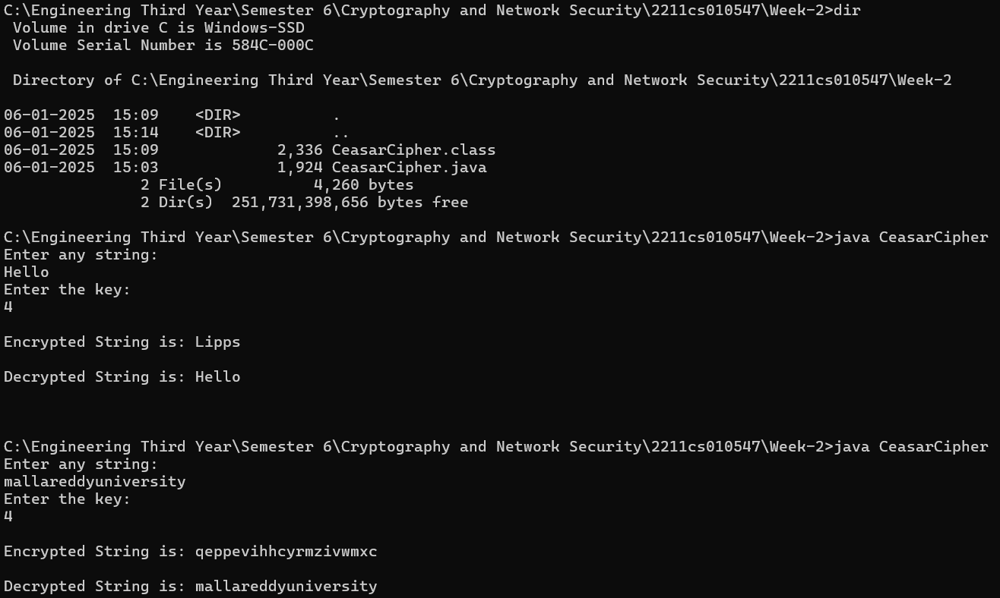 C:\Engineering Third Year\Semester 6\Cryptography and Network Security\2211cs010547\Week-2>dir
 Volume in drive C is Windows-SSD
 Volume Serial Number is 584C-000C

 Directory of C:\Engineering Third Year\Semester 6\Cryptography and Network Security\2211cs010547\Week-2

06-01-2025  15:09    <DIR>          .
06-01-2025  15:14    <DIR>          ..
06-01-2025  15:09             2,336 CeasarCipher.class
06-01-2025  15:03             1,924 CeasarCipher.java
               2 File(s)          4,260 bytes
               2 Dir(s)  251,731,398,656 bytes free

C:\Engineering Third Year\Semester 6\Cryptography and Network Security\2211cs010547\Week-2>java CeasarCipher
Enter any string:
Hello
Enter the key:
4

Encrypted String is: Lipps

Decrypted String is: Hello

C:\Engineering Third Year\Semester 6\Cryptography and Network Security\2211cs010547\Week-2>java CeasarCipher
Enter any string:
mallareddyuniversity
Enter the key:
4

Encrypted String is: qeppevihhcyrmzivwmxc

Decrypted String is: mallareddyuniversity